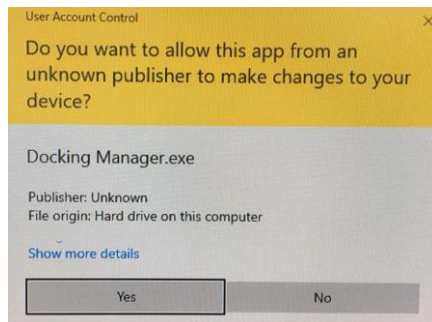 User Account Control
Do you want to allow this app from an
unknown publisher to make changes to your
device?
Docking Manager.exe
Publisher: Unknown
File origin: Hard drive on this computer
Show more details
Yes
No